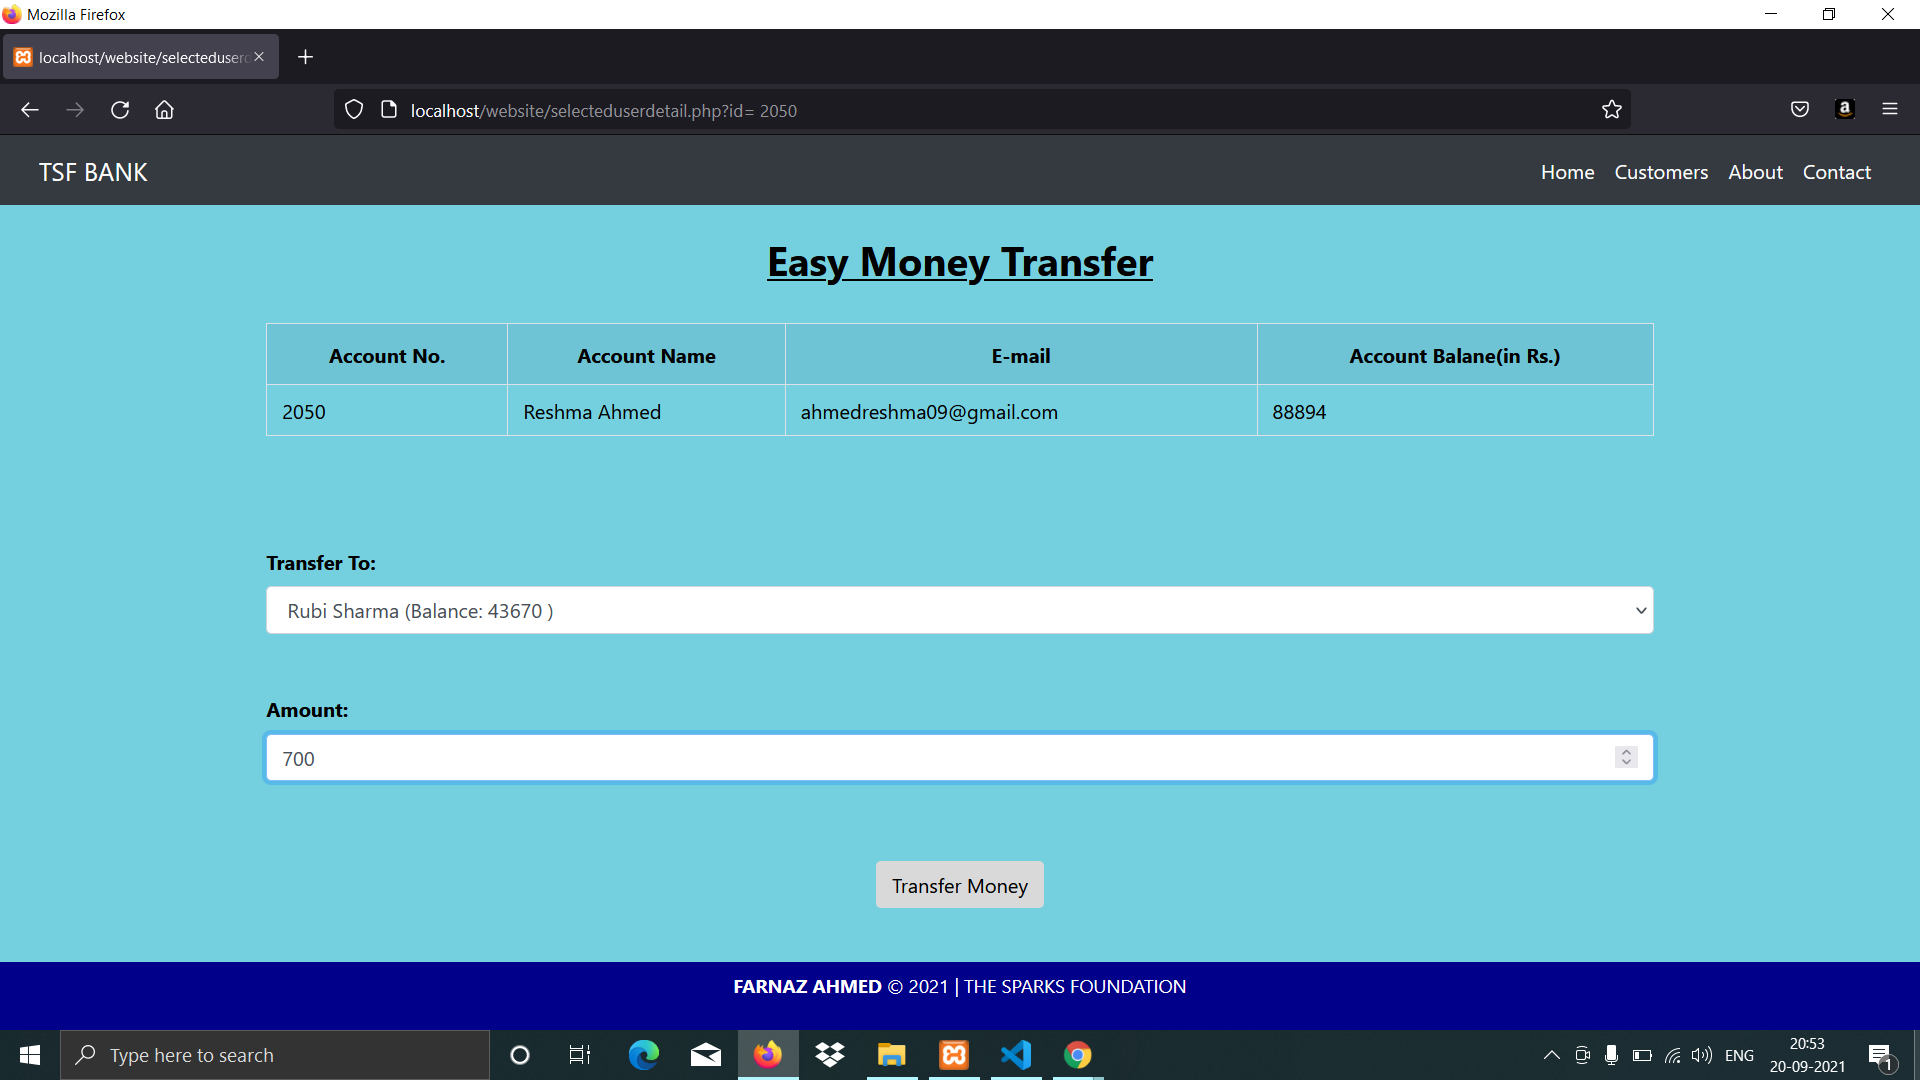 Mozilla Firefox
localhost/website/selecteduserd
localhost/website/selecteduserdetail.php?id= 2050
TSF BANK
Home Customers About Contact
Easy Money Transfer
Account No. Account Name E-mail Account Balane(in Rs.)
2050 Reshma Ahmed ahmedreshma09@gmail.com 88894
Transfer To:
Rubi Sharma (Balance: 43670 )
Amount:
700
Transfer Money
FARNAZ AHMED © 2021 | THE SPARKS FOUNDATION
Type here to search
ENG
20:53
20-09-2021
1